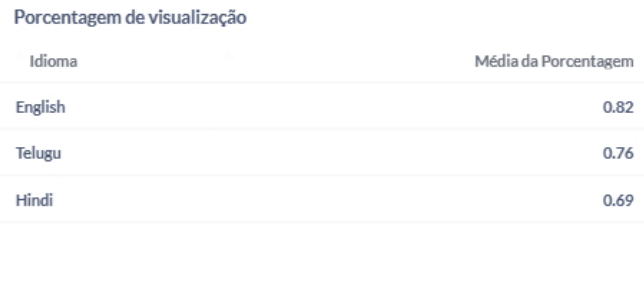 Porcentagem de visualização
Idioma Média da Porcentagem
English 0.82
Telugu 0.76
Hindi 0.69